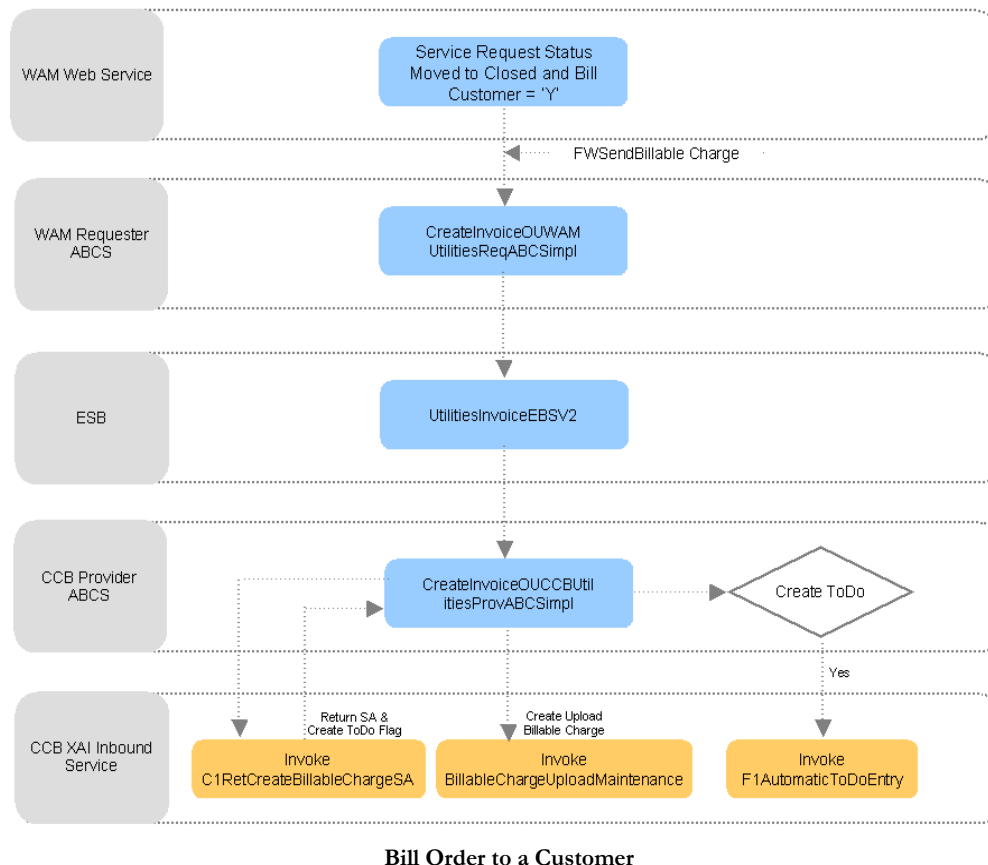 WAM Web Service
Service Request Status
Moved to Closed and Bill
Customer = 'Y'
FWSendBillable Charge
WAM Requester
ABCS
CreateInvoiceOUWAM
UtilitiesReqABCSimpl
ESB
UtilitiesInvoiceEBSV2
CCB Provider
ABCS
CreateInvoiceOUCCBUtil
itiesProvABCSimpl
Create ToDo
Yes
Return SA &
Create ToDo Flag
Create Upload
Billable Charge
CCB XAI Inbound
Service
Invoke
C1RetCreateBillableChargeSA
Invoke
BillableChargeUploadMaintenance
Invoke
F1AutomaticToDoEntry
Bill Order to a Customer